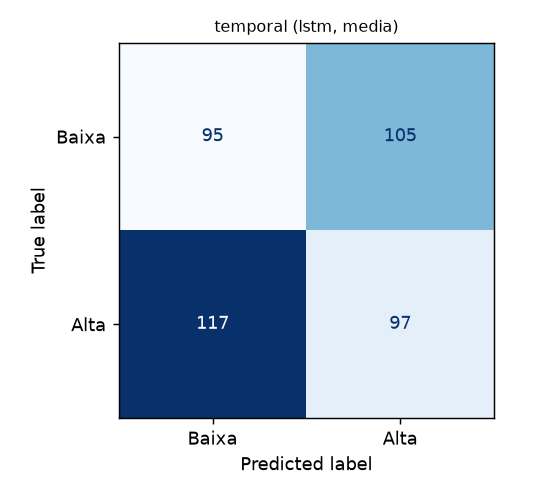 temporal (lstm, media)
True label
Baixa
95
105
Alta
117
97
Baixa
Alta
Predicted label